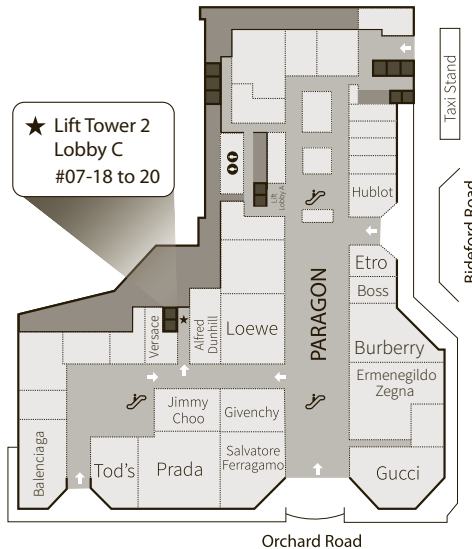 Taxi Stand
★ Lift Tower 2
Lobby C
#07-18 to 20
Lift
Lobby A
Hublot
Bideford Road
Etro
Boss
PARAGON
Versace
Alfred
Dunhill
Loewe
Burberry
Ermenegildo
Zegna
Jimmy
Choo
Givenchy
Balenciaga
Tod's
Prada
Salvatore
Ferragamo
Gucci
Orchard Road